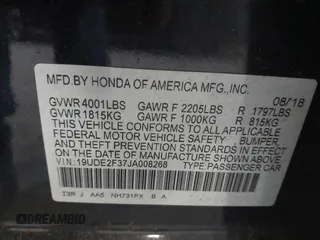 MFD.BY HONDA OF AMERICA MFG.,INC.
08/18
GVWR 4001LBS GAWR F 2205LBS R 1797LBS
GVWR 1815KG GAWR F 1000KG R 815KG
THIS VEHICLE CONFORMS TO ALL APPLICABLE
FEDERAL MOTOR VEHICLE SAFETY BUMPER,
AND THEFT PREVENTION STANDARDS IN EFFECT
ON THE DATE OF MANUFACTURE SHOWN ABOVE.
V.I.N.:19UDE2F37JA008268 TYPE:PASSENGER CAR
J AA5 NH731PX B A